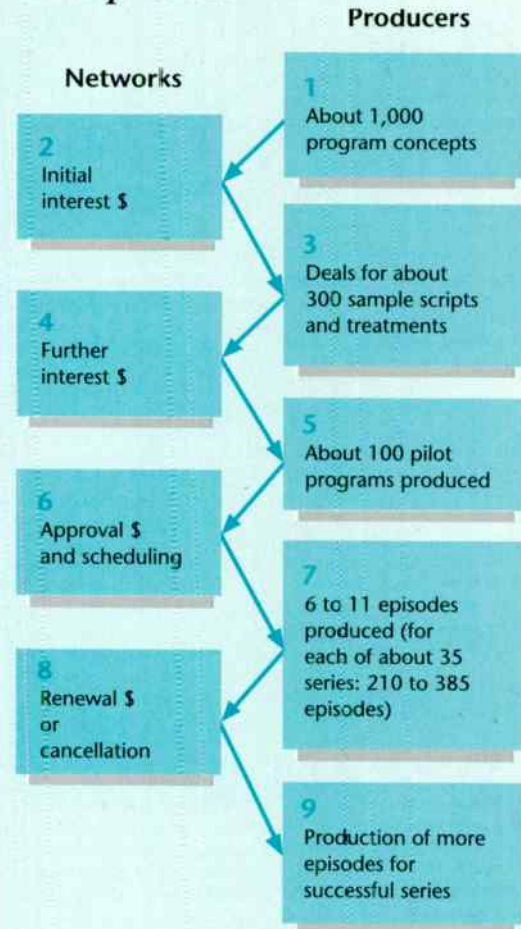 Producers
Networks
1
About 1,000
program concepts
2
Initial
interest $
3
Deals for about
300 sample scripts
and treatments
4
Further
interest $
5
About 100 pilot
programs produced
6
Approval $
and scheduling
7
6 to 11 episodes
produced (for
each of about 35
series: 210 to 385
episodes)
8
Renewal $
or
cancellation
9
Production of more
episodes for
successful series